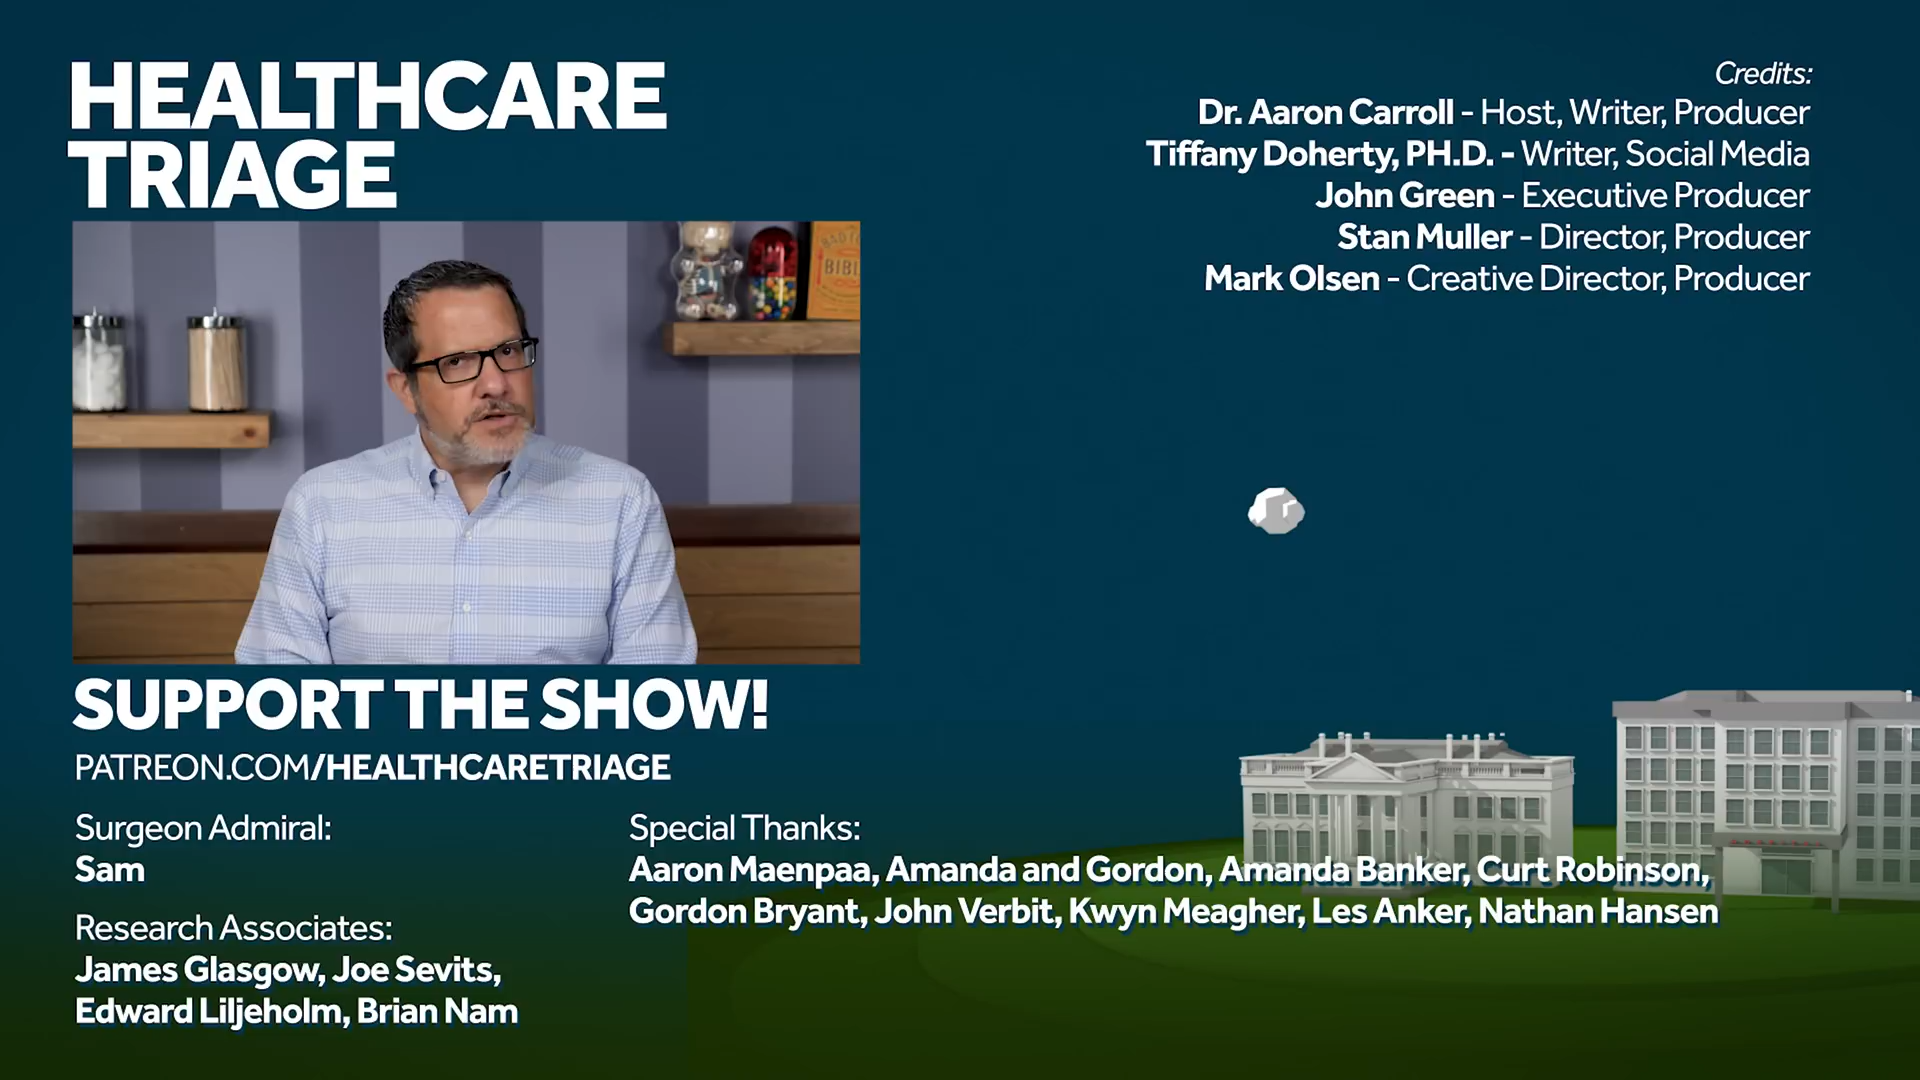 HEALTHCARE
TRIAGE
Credits:
Dr. Aaron Carroll - Host, Writer, Producer
Tiffany Doherty, PH.D. - Writer, Social Media
John Green - Executive Producer
Stan Muller - Director, Producer
Mark Olsen - Creative Director, Producer
SUPPORT THE SHOW!
PATREON.COM/HEALTHCARETRIAGE
Surgeon Admiral:
Sam
Research Associates:
James Glasgow, Joe Sevits,
Edward Liljeholm, Brian Nam
Special Thanks:
Aaron Maenpaa, Amanda and Gordon, Amanda Banker, Curt Robinson,
Gordon Bryant, John Verbit, Kwyn Meagher, Les Anker, Nathan Hansen